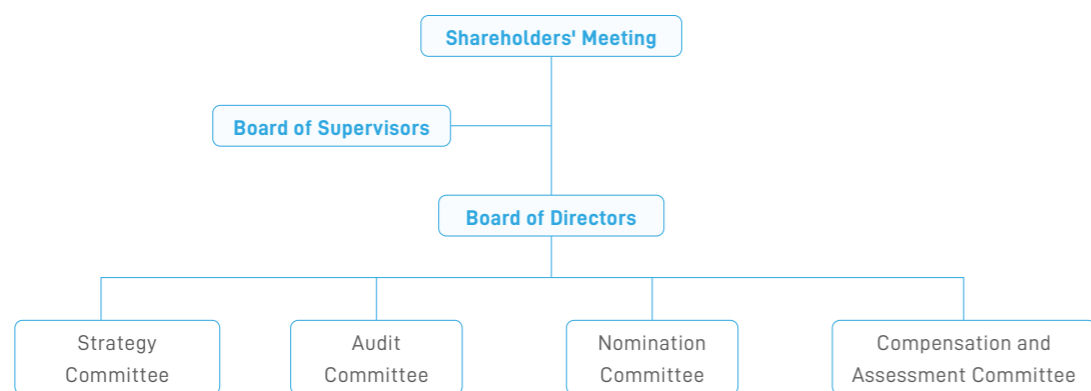 Shareholders' Meeting
Board of Supervisors
Board of Directors
Strategy
Committee
Audit
Committee
Nomination
Committee
Compensation and
Assessment Committee